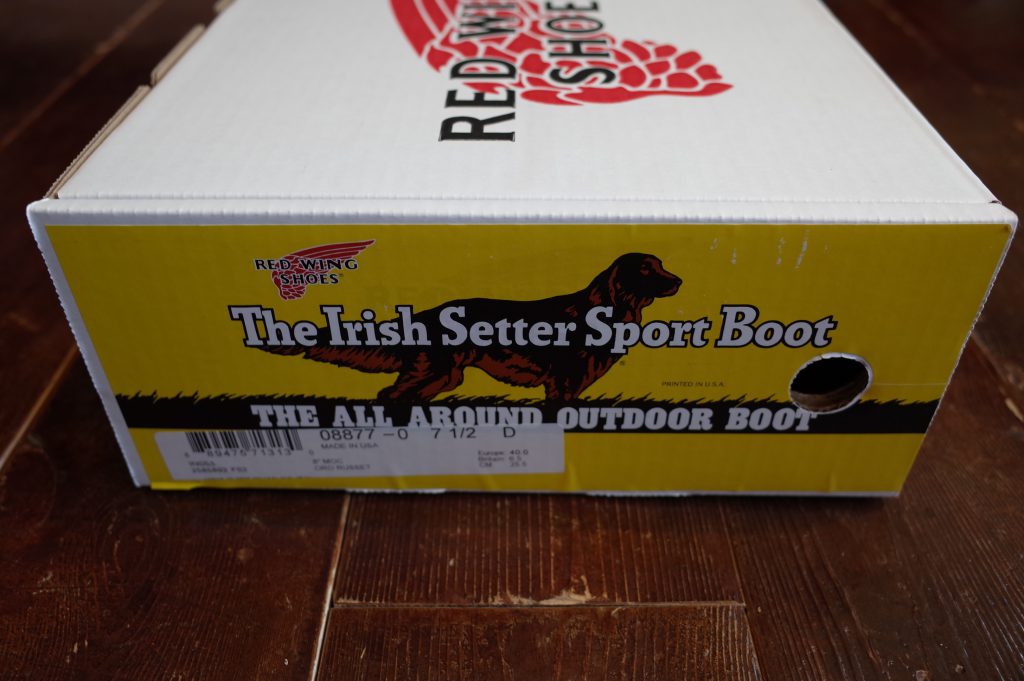 RED WING
SHOES
RED WING
SHOES
The Irish Setter Sport Boot
PRINTED IN U.S.A.
THE ALL AROUND OUTDOOR BOOT
08877-0 7 1/2 D
MADE IN USA
8" MOC
ORO RUSSET
Europe: 40.0
Britain: 6.5
CM: 25.5
89475 71313